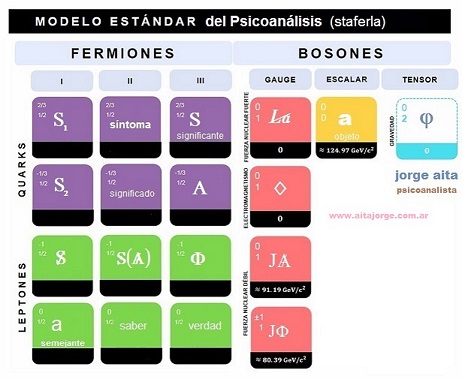 MODELO ESTÁNDAR del Psicoanálisis (staferla)
FERMIONES BOSONES
I II III GAUGE ESCALAR TENSOR
QUARKS
2/3 1/2 S1
2/3 1/2 síntoma
2/3 1/2 S significante
FUERZA NUCLEAR FUERTE
0 1 Lá 0
0 0 a objeto ≈ 124.97 GeV/c²
GRAVEDAD
0 2 φ 0
-1/3 1/2 S2
-1/3 1/2 significado
-1/3 1/2 A
ELECTROMAGNETISMO
0 1 ◇ 0
jorge aita
psicoanalista
www.aitajorge.com.ar
LEPTONES
-1 1/2 $
-1 1/2 S(Ⱥ)
-1 1/2 Φ
FUERZA NUCLEAR DÉBIL
0 1 JȺ ≈ 91.19 GeV/c²
0 1/2 a semejante
0 1/2 saber
0 1/2 verdad
±1 1 JΦ ≈ 80.39 GeV/c²